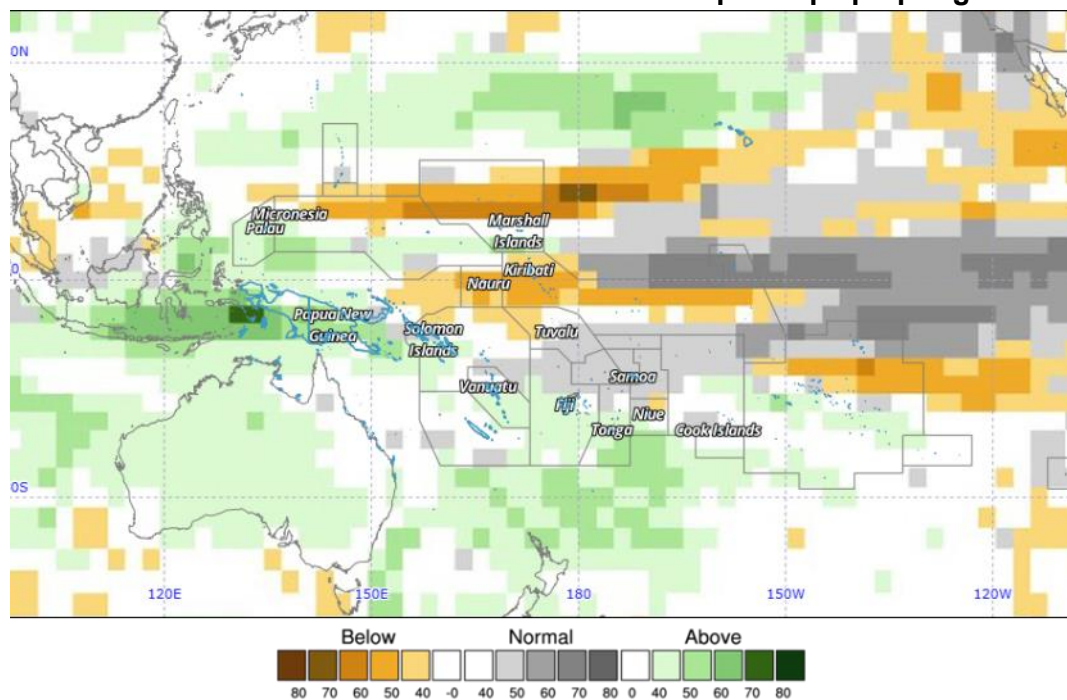 0N
Micronesia
Palau
Marshall
Islands
0
Kiribati
Nauru
Papua New
Guinea
Solomon
Islands
Tuvalu
Samoa
Vanuatu
Fiji
Niue
Tonga
Cook Islands
0S
120E 150E 180 150W 120W
Below Normal Above
80 70 60 50 40 -0 40 50 60 70 80 0 40 50 60 70 80